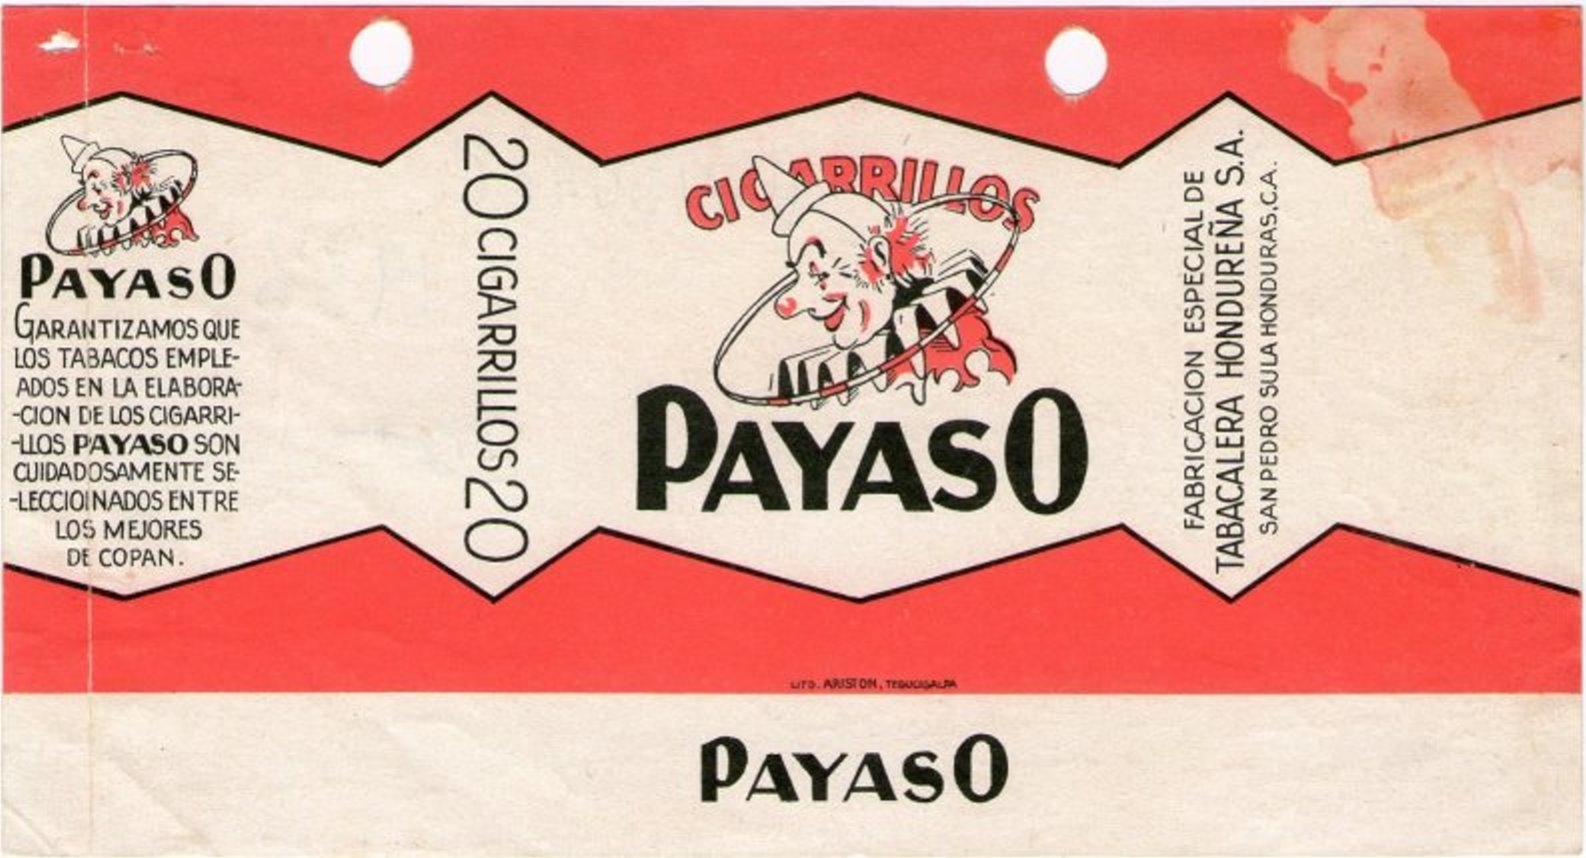 PAYASO
GARANTIZAMOS QUE
LOS TABACOS EMPLE-
ADOS EN LA ELABORA-
-CION DE LOS CIGARRI-
-LLOS PAYASO SON
CUIDADOSAMENTE SE-
-LECCIOINADOS ENTRE
LOS MEJORES
DE COPAN.
20 CIGARRILLOS 20
CIGARRILLOS
PAYASO
FABRICACION ESPECIAL DE
TABACALERA HONDUREÑA S.A.
SAN PEDRO SULA HONDURAS, C.A.
LITO. ARISTON, TEGUCIGALPA
PAYASO